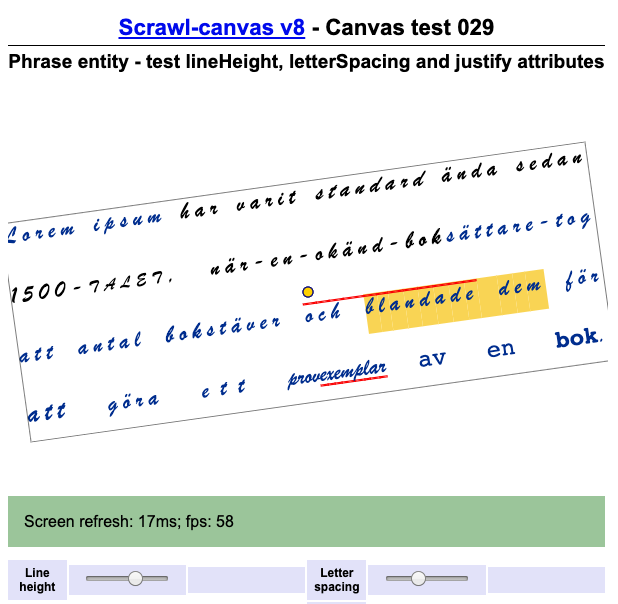 Scrawl-canvas v8 - Canvas test 029
Phrase entity - test lineHeight, letterSpacing and justify attributes
Lorem ipsum har varit standard ända sedan
1500-TALET. när-en-okänd-boksättare-tog
att antal bokstäver och blandade dem för
att göra ett provexemplar av en bok.
Screen refresh: 17ms; fps: 58
Line height
Letter spacing